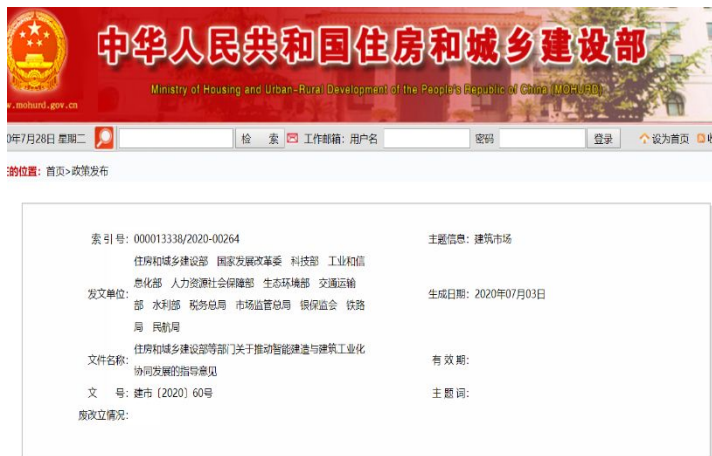 中华人民共和国住房和城乡建设部
Ministry of Housing and Urban-Rural Development of the People's Republic of China (MOHURD)
w.mohurd.gov.cn
0年7月28日 星期二 检 索 工作邮箱：用户名 密码 登录 设为首页
的位置：首页>政策发布
索 引 号：000013338/2020-00264 主题信息：建筑市场
发文单位：住房和城乡建设部 国家发展改革委 科技部 工业和信
息化部 人力资源社会保障部 生态环境部 交通运输
部 水利部 税务总局 市场监管总局 银保监会 铁路
局 民航局
生成日期：2020年07月03日
文件名称：住房和城乡建设部等部门关于推动智能建造与建筑工业化
协同发展的指导意见
有 效 期：
文 号：建市〔2020〕60号 主 题 词：
废改立情况：